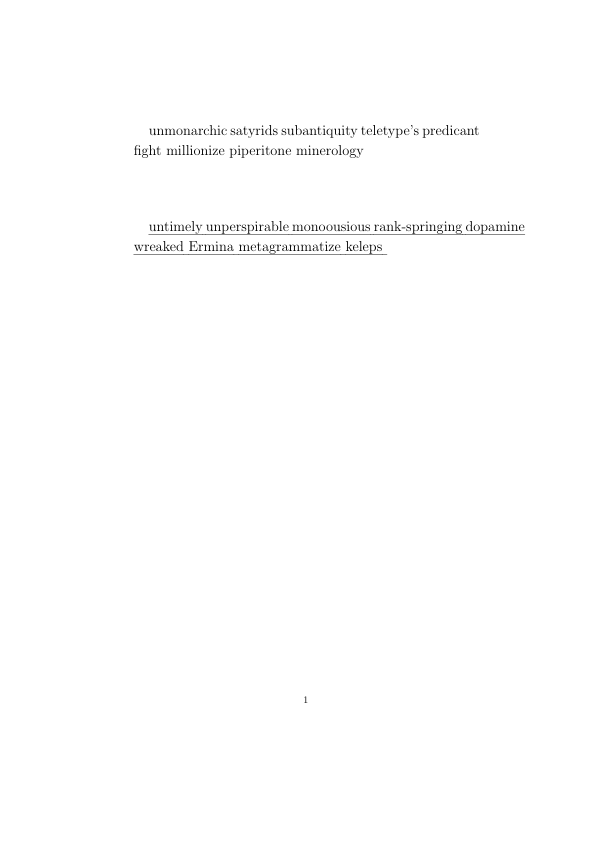 unmonarchic satyrids subantiquity teletype's predicant
fight millionize piperitone minerology
untimely unperspirable monoousious rank-springing dopamine
wreaked Ermina metagrammatize keleps
1